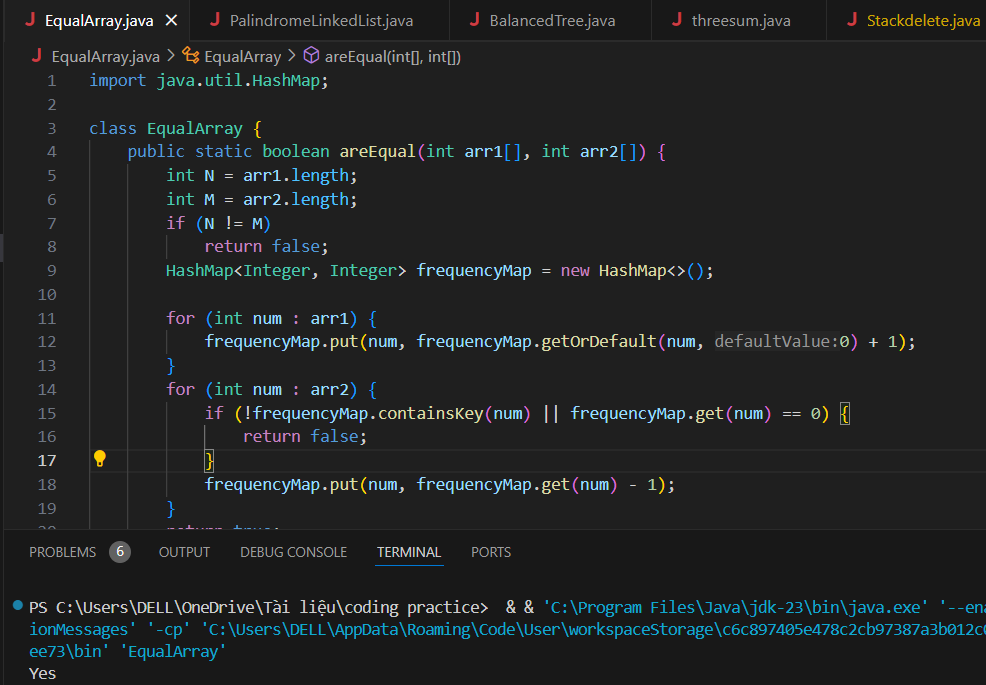 J EqualArray.java × J PalindromeLinkedList.java J BalancedTree.java J threesum.java J Stackdelete.java
J EqualArray.java > EqualArray > areEqual(int[], int[])
1 import java.util.HashMap;
2
3 class EqualArray {
4 public static boolean areEqual(int arr1[], int arr2[]) {
5 int N = arr1.length;
6 int M = arr2.length;
7 if (N != M)
8 return false;
9 HashMap<Integer, Integer> frequencyMap = new HashMap<>();
10
11 for (int num : arr1) {
12 frequencyMap.put(num, frequencyMap.getOrDefault(num, defaultValue:0) + 1);
13 }
14 for (int num : arr2) {
15 if (!frequencyMap.containsKey(num) || frequencyMap.get(num) == 0) {
16 return false;
17 }
18 frequencyMap.put(num, frequencyMap.get(num) - 1);
19 }
20 return true;
PROBLEMS 6 OUTPUT DEBUG CONSOLE TERMINAL PORTS
PS C:\Users\DELL\OneDrive\Tài liệu\coding practice> & & 'C:\Program Files\Java\jdk-23\bin\java.exe' '--ena
ionMessages' '-cp' 'C:\Users\DELL\AppData\Roaming\Code\User\workspaceStorage\c6c897405e478c2cb97387a3b012c
ee73\bin' 'EqualArray'
Yes